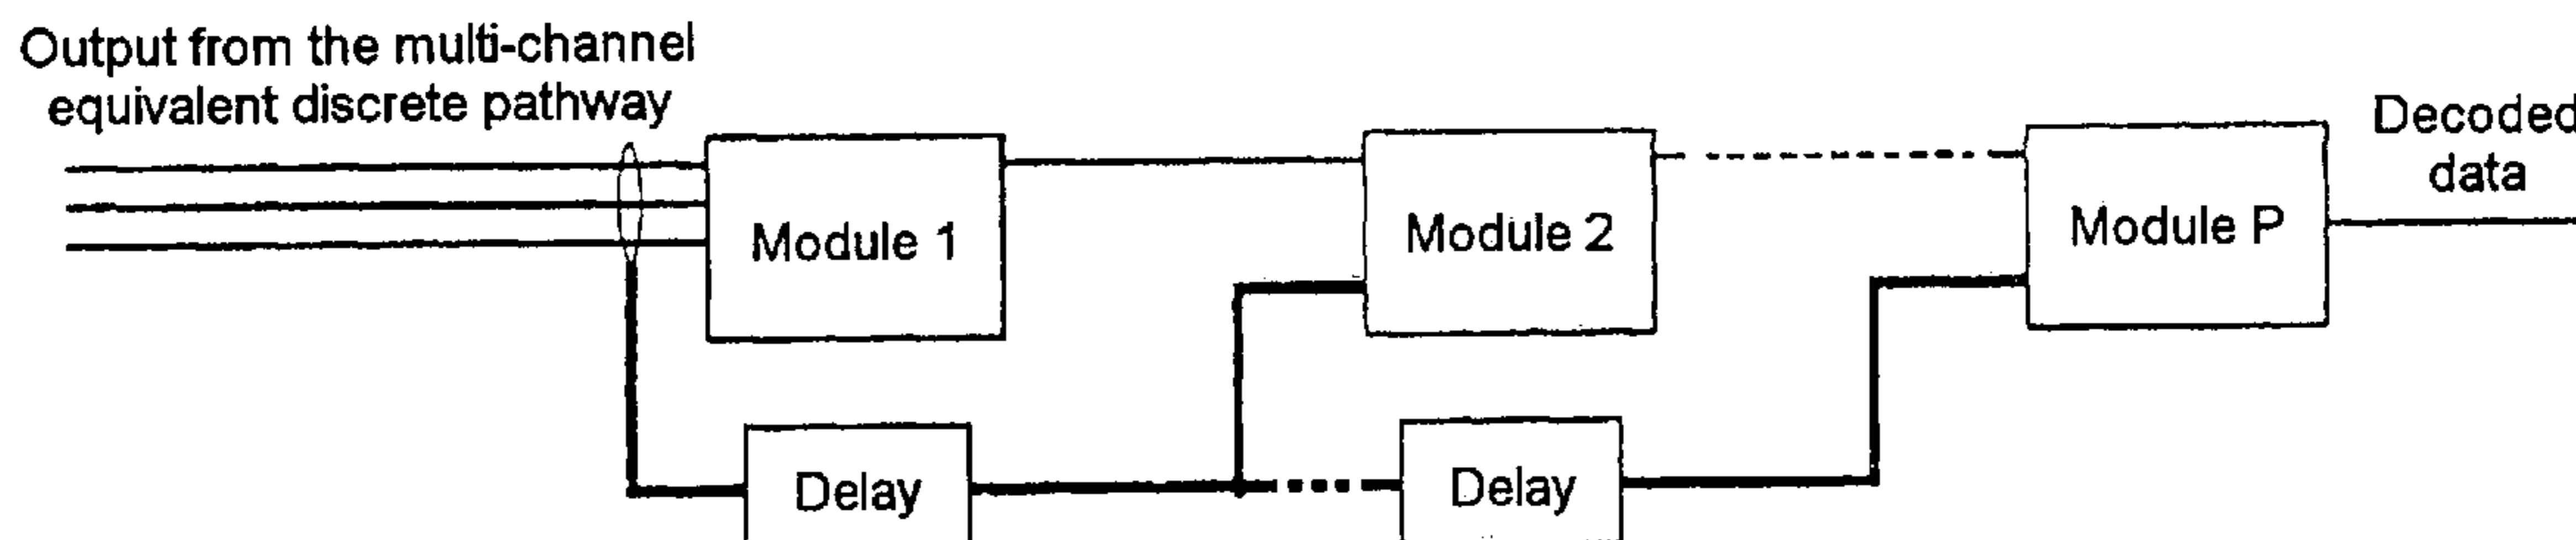 Output from the multi-channel
equivalent discrete pathway
Module 1
Module 2
Module P
Decoded
data
Delay
Delay